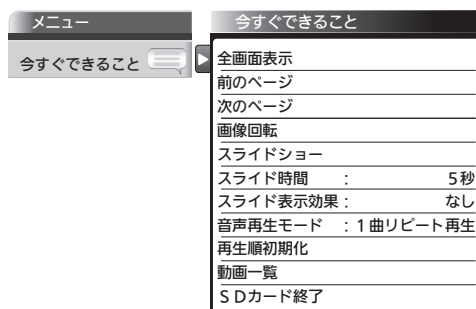 メニュー
今すぐできること
今すぐできること
全画面表示
前のページ
次のページ
画像回転
スライドショー
スライド時間 : 5秒
スライド表示効果 : なし
音声再生モード : 1曲リピート再生
再生順初期化
動画一覧
SDカード終了